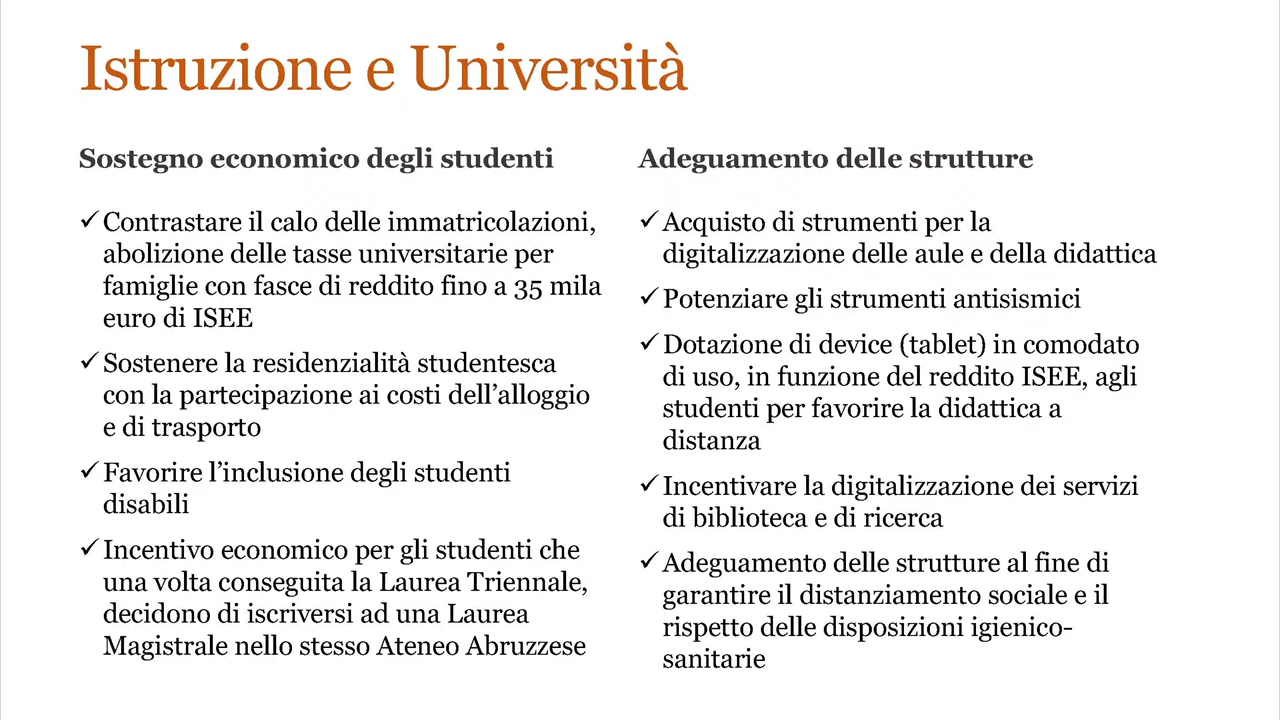 Istruzione e Università
Sostegno economico degli studenti
✓Contrastare il calo delle immatricolazioni,
abolizione delle tasse universitarie per
famiglie con fasce di reddito fino a 35 mila
euro di ISEE
✓Sostenere la residenzialità studentesca
con la partecipazione ai costi dell’alloggio
e di trasporto
✓Favorire l’inclusione degli studenti
disabili
✓Incentivo economico per gli studenti che
una volta conseguita la Laurea Triennale,
decidono di iscriversi ad una Laurea
Magistrale nello stesso Ateneo Abruzzese
Adeguamento delle strutture
✓Acquisto di strumenti per la
digitalizzazione delle aule e della didattica
✓Potenziare gli strumenti antisismici
✓Dotazione di device (tablet) in comodato
di uso, in funzione del reddito ISEE, agli
studenti per favorire la didattica a
distanza
✓Incentivare la digitalizzazione dei servizi
di biblioteca e di ricerca
✓Adeguamento delle strutture al fine di
garantire il distanziamento sociale e il
rispetto delle disposizioni igienico-
sanitarie